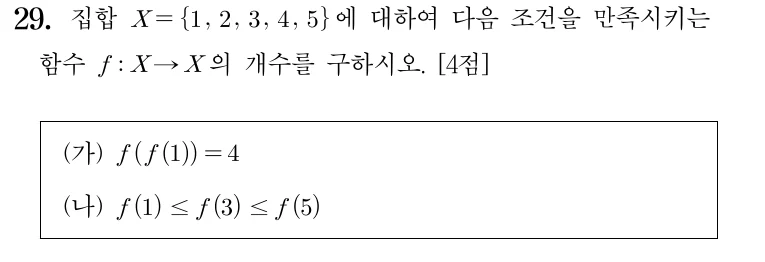 29. 집합 X={1, 2, 3, 4, 5}에 대하여 다음 조건을 만족시키는
함수 f : X→X의 개수를 구하시오. [4점]
(가) f(f(1))=4
(나) f(1)≤f(3)≤f(5)